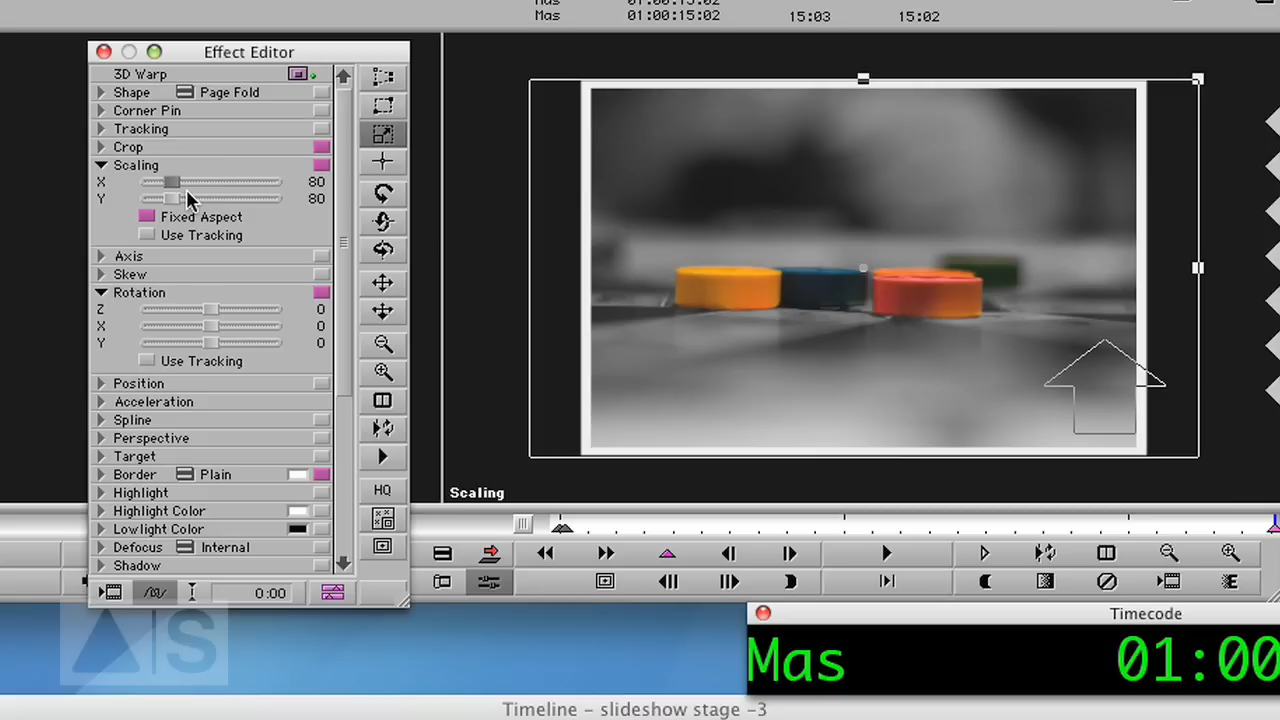 Mas 01:00:15:02
Mas 01:00:15:02 15:03 15:02
Effect Editor
3D Warp
Shape Page Fold
Corner Pin
Tracking
Crop
Scaling
X 80
Y 80
Fixed Aspect
Use Tracking
Axis
Skew
Rotation
Z 0
X 0
Y 0
Use Tracking
Position
Acceleration
Spline
Perspective
Target
Border Plain
Highlight
Highlight Color
Lowlight Color
Defocus Internal
Shadow
0:00
HQ
Scaling
Timecode
Mas 01:00
A|S
Timeline - slideshow stage -3